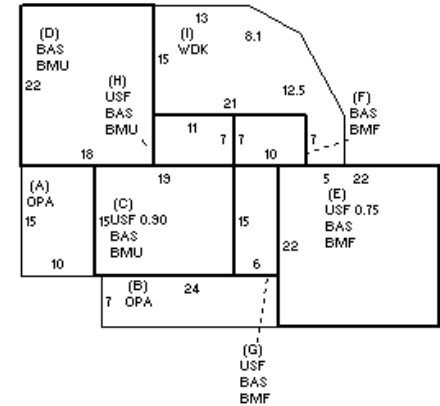 13
(D)
BAS
BMU
(I)
WDK
8.1
15
22
(H)
USF
BAS
BMU
12.5
(F)
BAS
BMF
21
11
7
7
10
7
18
19
5 22
(A)
OPA
15
10
(C)
15 USF 0.90
BAS
BMU
15
6
(E)
USF 0.75
BAS
BMF
22
(B)
OPA
24
7
(G)
USF
BAS
BMF